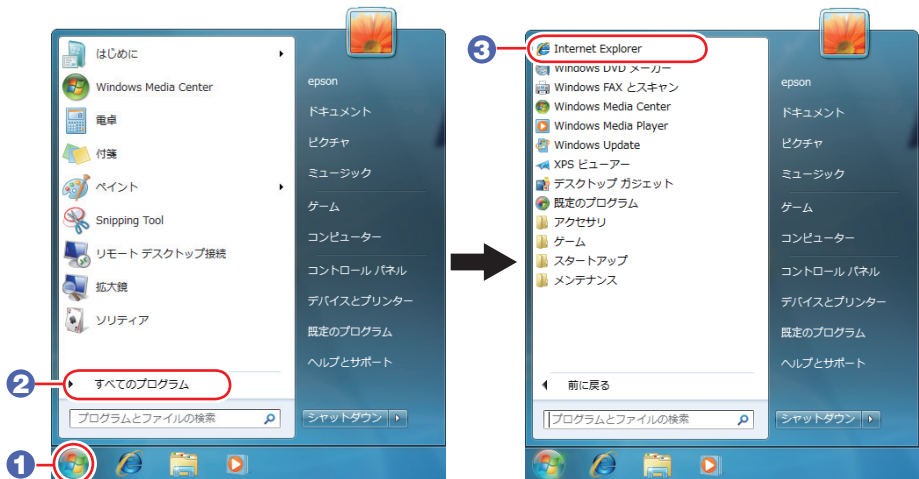 はじめに
Windows Media Center
電卓
付箋
ペイント
Snipping Tool
リモート デスクトップ接続
拡大鏡
ソリティア
2
すべてのプログラム
プログラムとファイルの検索
1
epson
ドキュメント
ピクチャ
ミュージック
ゲーム
コンピューター
コントロール パネル
デバイスとプリンター
既定のプログラム
ヘルプとサポート
シャットダウン
3
Internet Explorer
Windows DVD メーカー
Windows FAX とスキャン
Windows Media Center
Windows Media Player
Windows Update
XPS ビューアー
デスクトップ ガジェット
既定のプログラム
アクセサリ
ゲーム
スタートアップ
メンテナンス
前に戻る
プログラムとファイルの検索
epson
ドキュメント
ピクチャ
ミュージック
ゲーム
コンピューター
コントロール パネル
デバイスとプリンター
既定のプログラム
ヘルプとサポート
シャットダウン